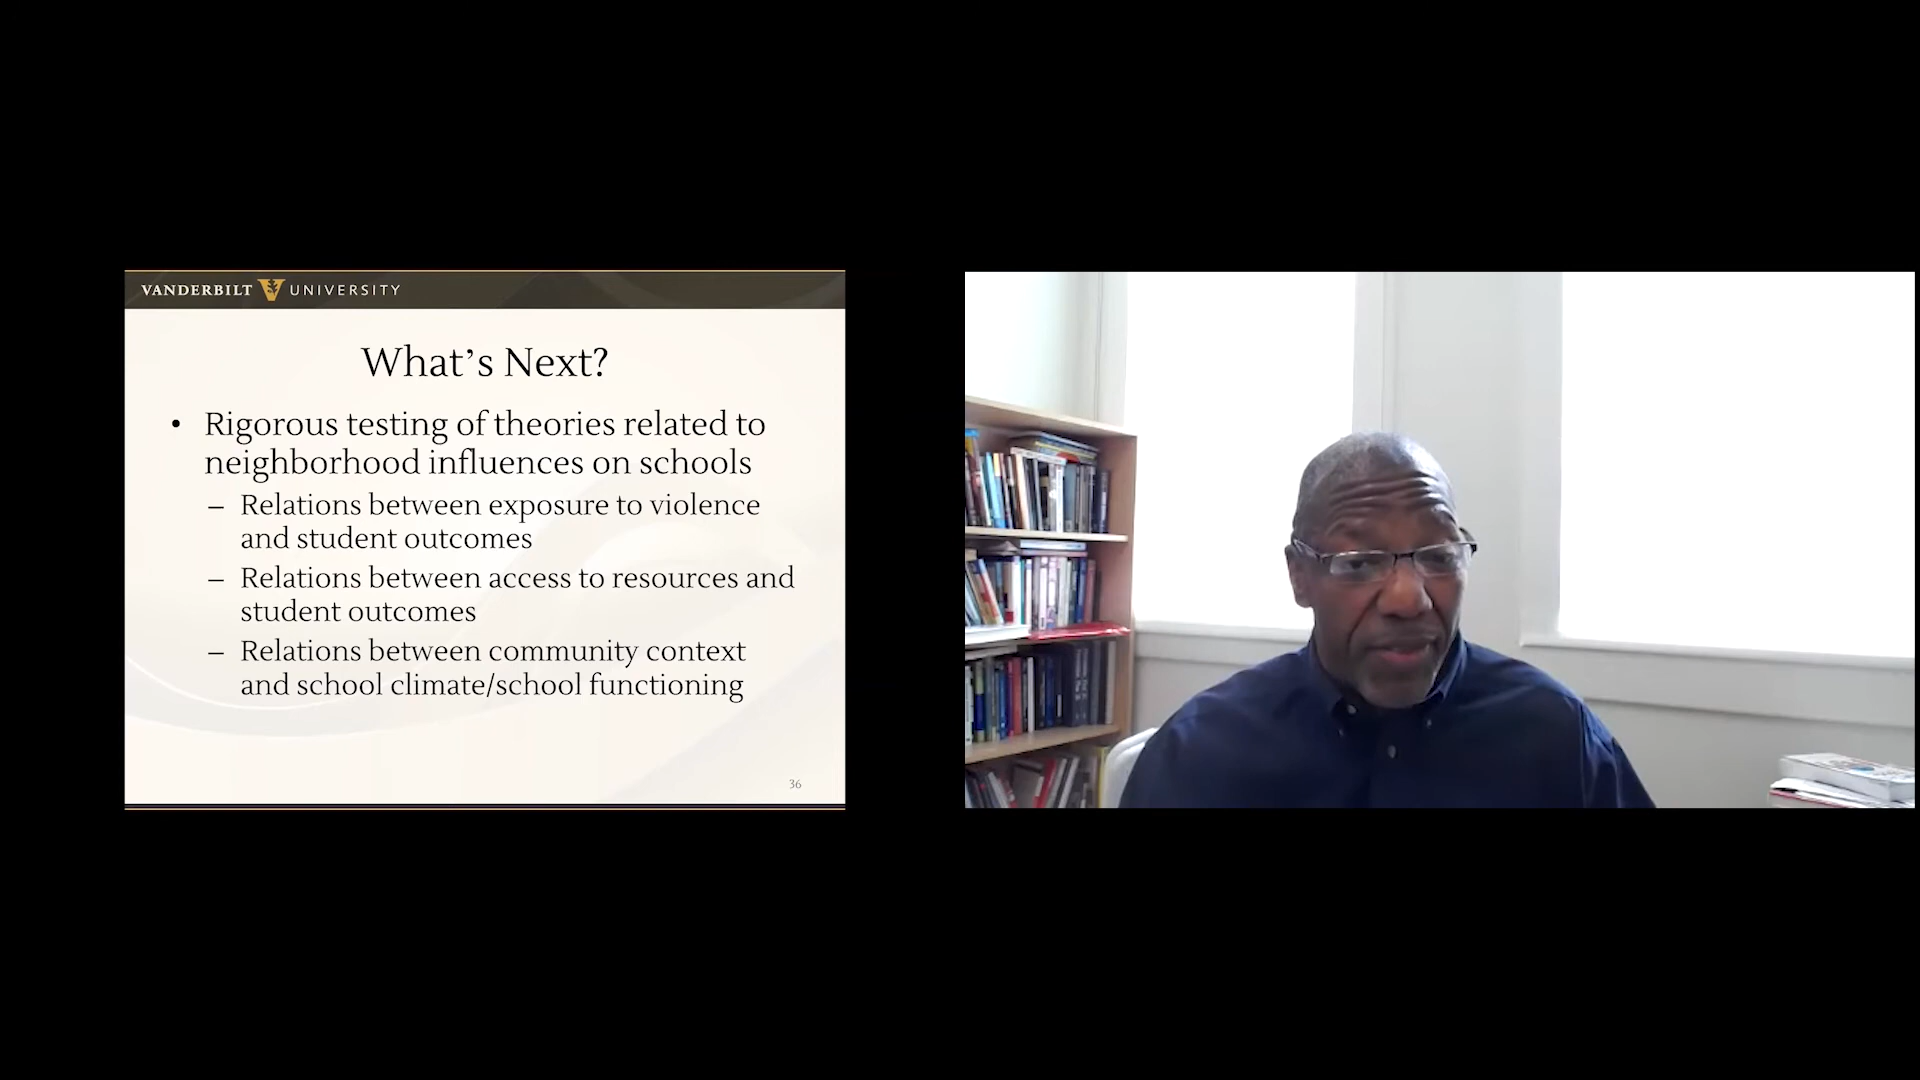 VANDERBILT UNIVERSITY
What’s Next?
• Rigorous testing of theories related to
neighborhood influences on schools
– Relations between exposure to violence
and student outcomes
– Relations between access to resources and
student outcomes
– Relations between community context
and school climate/school functioning
36